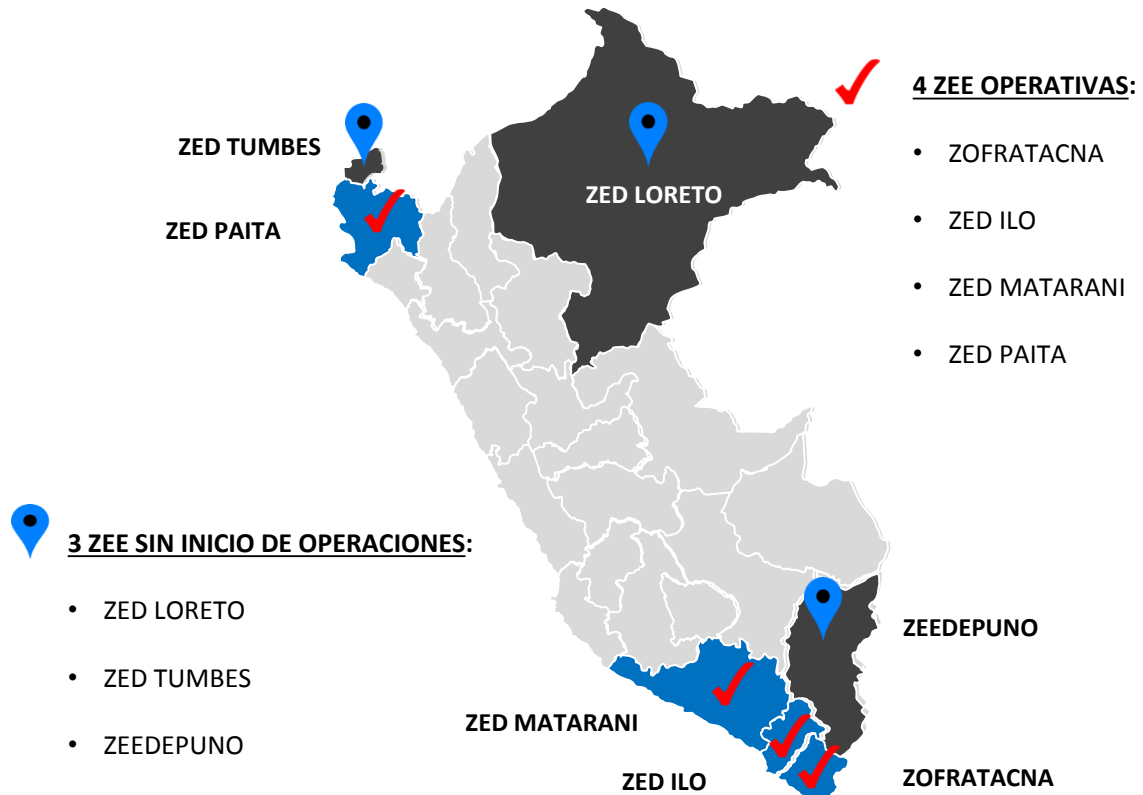 4 ZEE OPERATIVAS:
• ZOFRATACNA
• ZED ILO
• ZED MATARANI
• ZED PAITA
ZED TUMBES
ZED LORETO
ZED PAITA
3 ZEE SIN INICIO DE OPERACIONES:
• ZED LORETO
• ZED TUMBES
• ZEEDEPUNO
ZEEDEPUNO
ZED MATARANI
ZED ILO
ZOFRATACNA